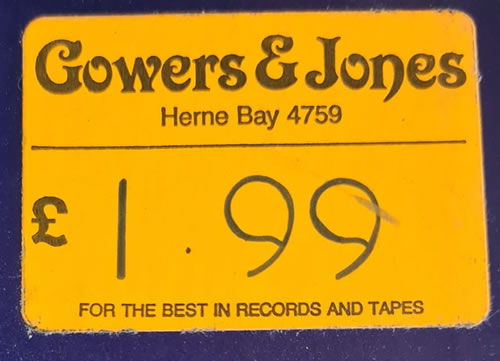 Gowers & Jones
Herne Bay 4759
£ 1.99
FOR THE BEST IN RECORDS AND TAPES